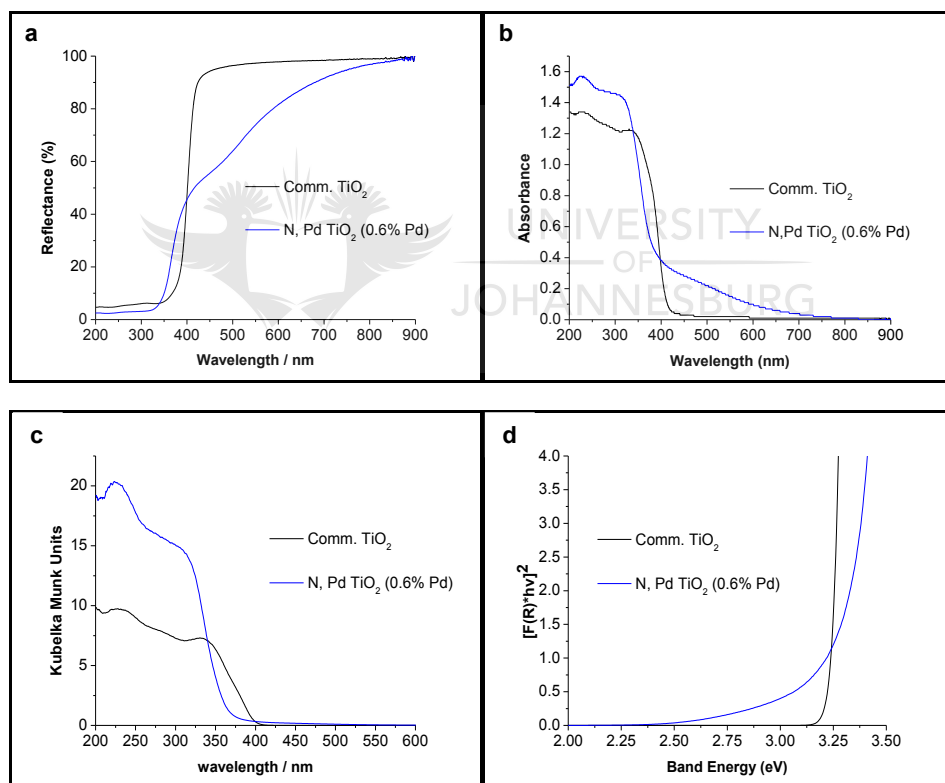 a
100
80
60
40
20
0
Reflectance (%)
Comm. TiO₂
N, Pd TiO₂ (0.6% Pd)
200 300 400 500 600 700 800 900
Wavelength / nm
b
1.6
1.4
1.2
1.0
0.8
0.6
0.4
0.2
0.0
Absorbance
Comm. TiO₂
N,Pd TiO₂ (0.6% Pd)
200 300 400 500 600 700 800 900
Wavelength (nm)
UNIVERSITY
OF
JOHANNESBURG
c
20
15
10
5
0
Kubelka Munk Units
Comm. TiO₂
N, Pd TiO₂ (0.6% Pd)
200 250 300 350 400 450 500 550 600
wavelength / nm
d
4.0
3.5
3.0
2.5
2.0
1.5
1.0
0.5
0.0
[F(R)*hv]²
Comm. TiO₂
N, Pd TiO₂ (0.6% Pd)
2.00 2.25 2.50 2.75 3.00 3.25 3.50
Band Energy (eV)